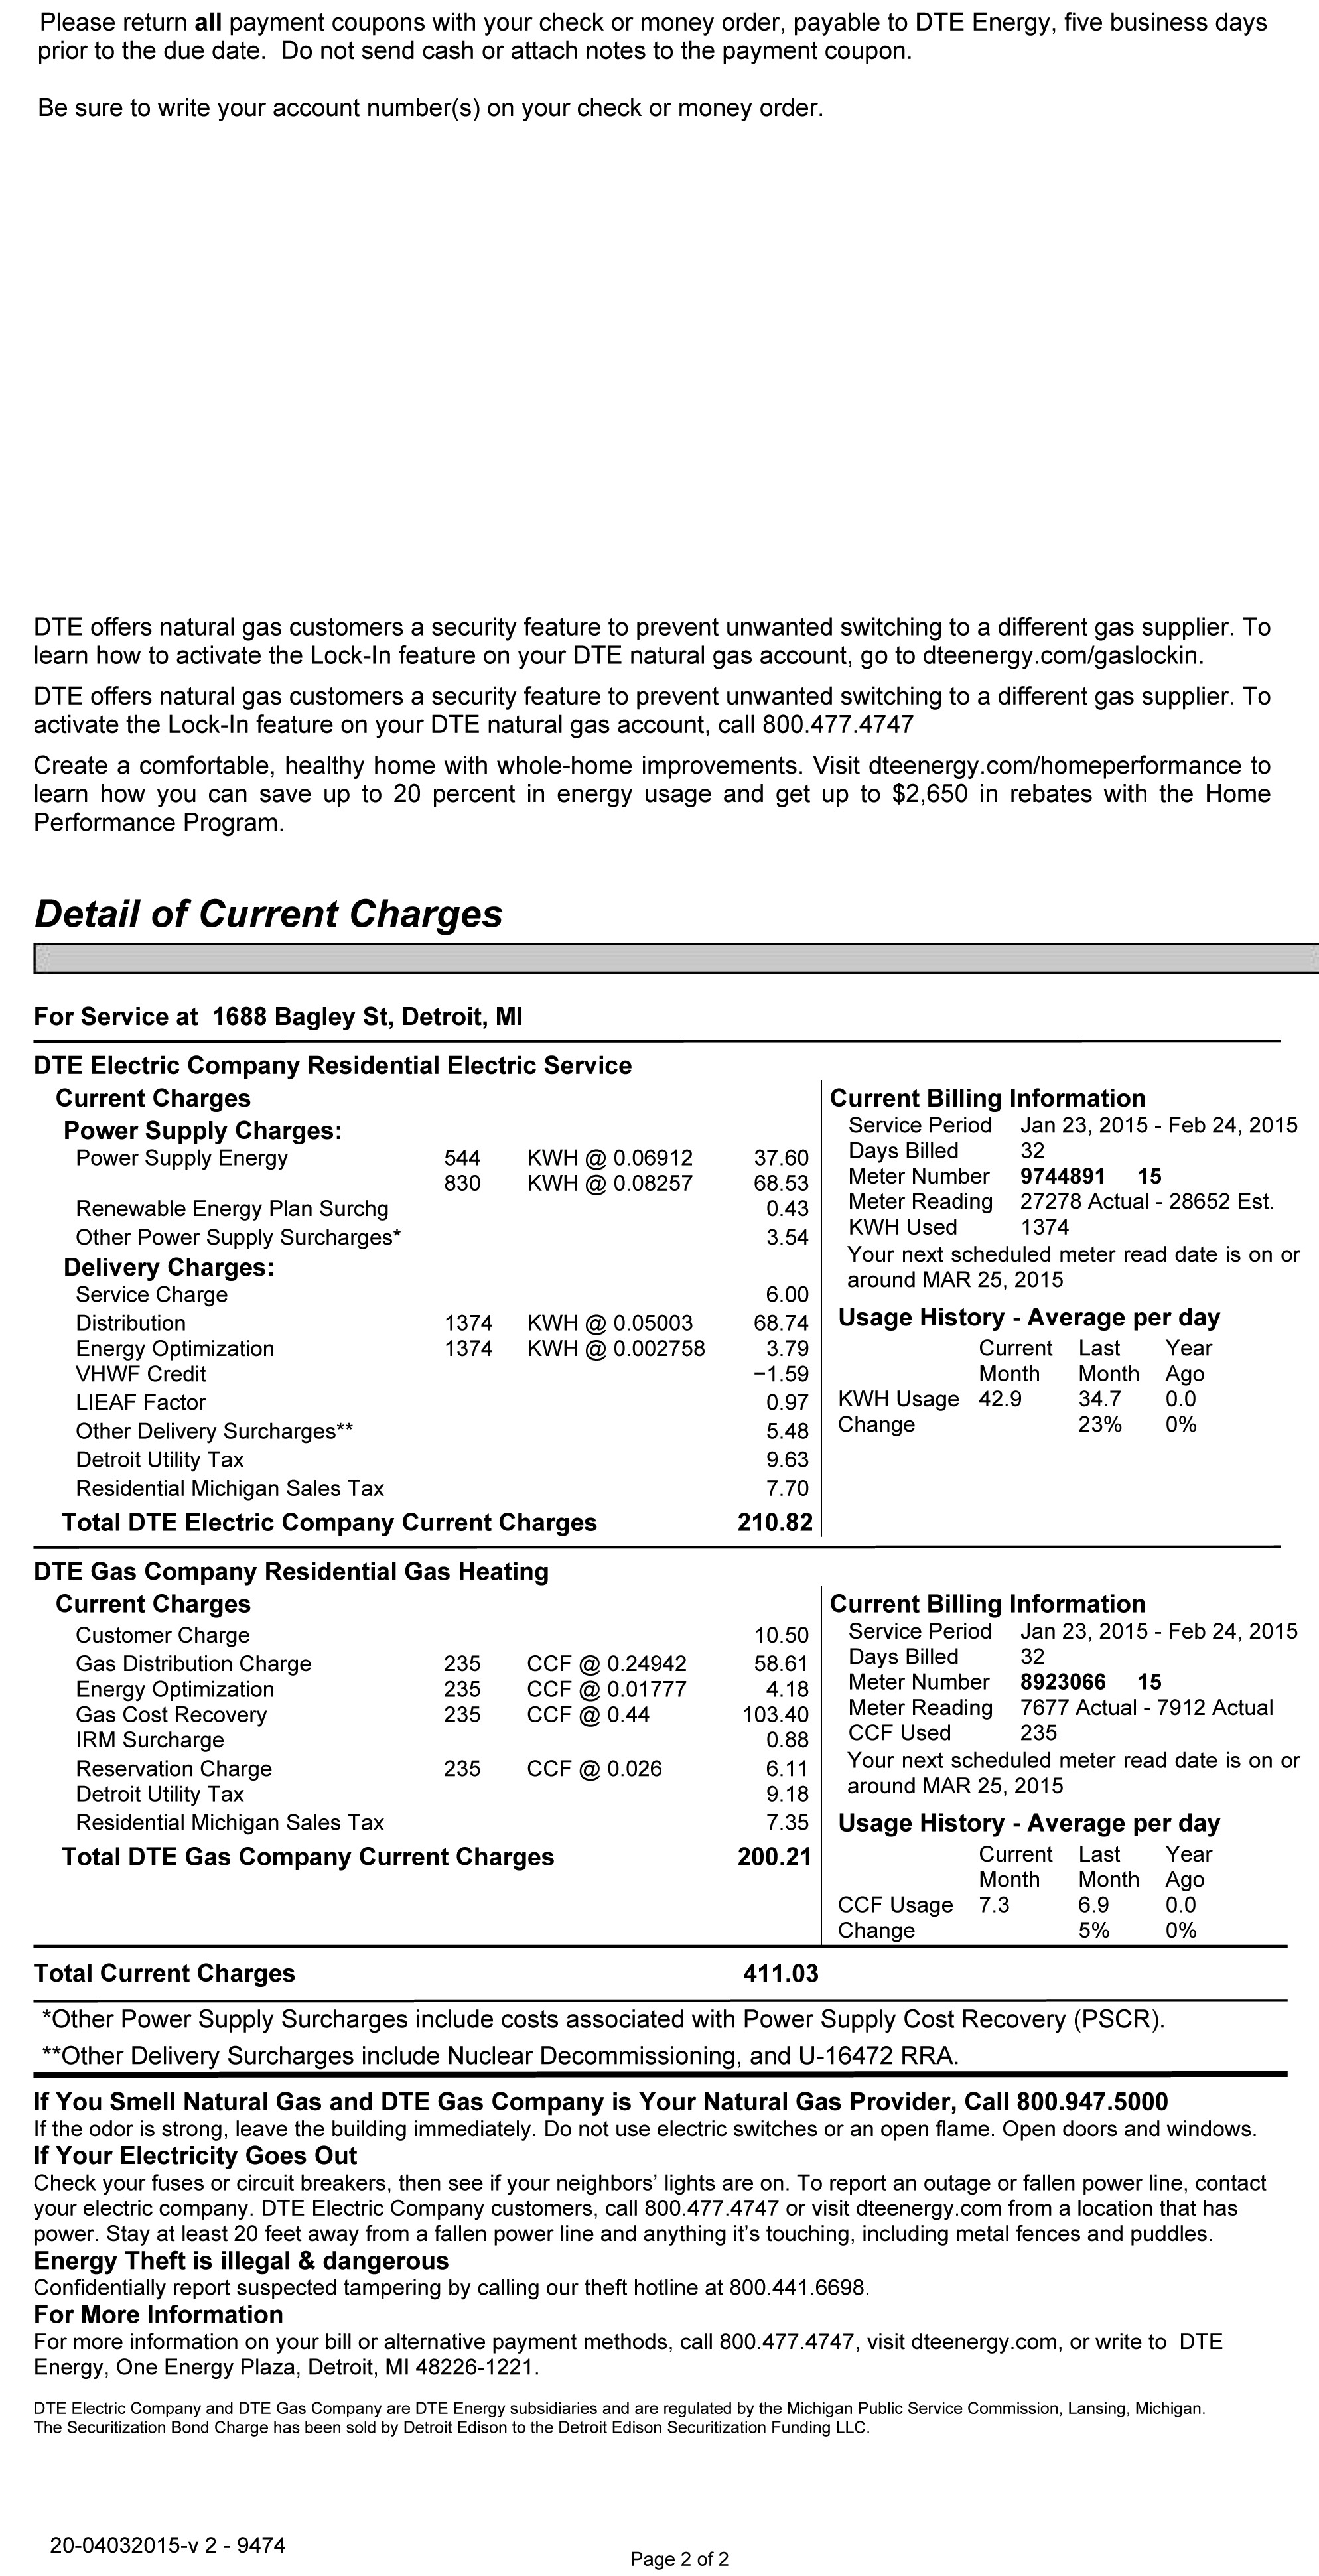 Please return all payment coupons with your check or money order, payable to DTE Energy, five business days
prior to the due date. Do not send cash or attach notes to the payment coupon.
Be sure to write your account number(s) on your check or money order.
DTE offers natural gas customers a security feature to prevent unwanted switching to a different gas supplier. To
learn how to activate the Lock-In feature on your DTE natural gas account, go to dteenergy.com/gaslockin.
DTE offers natural gas customers a security feature to prevent unwanted switching to a different gas supplier. To
activate the Lock-In feature on your DTE natural gas account, call 800.477.4747
Create a comfortable, healthy home with whole-home improvements. Visit dteenergy.com/homeperformance to
learn how you can save up to 20 percent in energy usage and get up to $2,650 in rebates with the Home
Performance Program.
Detail of Current Charges
For Service at 1688 Bagley St, Detroit, MI
DTE Electric Company Residential Electric Service
Current Charges
Power Supply Charges:
Power Supply Energy 544 KWH @ 0.06912 37.60
830 KWH @ 0.08257 68.53
Renewable Energy Plan Surchg 0.43
Other Power Supply Surcharges* 3.54
Delivery Charges:
Service Charge 6.00
Distribution 1374 KWH @ 0.05003 68.74
Energy Optimization 1374 KWH @ 0.002758 3.79
VHWF Credit −1.59
LIEAF Factor 0.97
Other Delivery Surcharges** 5.48
Detroit Utility Tax 9.63
Residential Michigan Sales Tax 7.70
Total DTE Electric Company Current Charges 210.82
Current Billing Information
Service Period Jan 23, 2015 - Feb 24, 2015
Days Billed 32
Meter Number 9744891 15
Meter Reading 27278 Actual - 28652 Est.
KWH Used 1374
Your next scheduled meter read date is on or
around MAR 25, 2015
Usage History - Average per day
Current Last Year
Month Month Ago
KWH Usage 42.9 34.7 0.0
Change 23% 0%
DTE Gas Company Residential Gas Heating
Current Charges
Customer Charge 10.50
Gas Distribution Charge 235 CCF @ 0.24942 58.61
Energy Optimization 235 CCF @ 0.01777 4.18
Gas Cost Recovery 235 CCF @ 0.44 103.40
IRM Surcharge 0.88
Reservation Charge 235 CCF @ 0.026 6.11
Detroit Utility Tax 9.18
Residential Michigan Sales Tax 7.35
Total DTE Gas Company Current Charges 200.21
Current Billing Information
Service Period Jan 23, 2015 - Feb 24, 2015
Days Billed 32
Meter Number 8923066 15
Meter Reading 7677 Actual - 7912 Actual
CCF Used 235
Your next scheduled meter read date is on or
around MAR 25, 2015
Usage History - Average per day
Current Last Year
Month Month Ago
CCF Usage 7.3 6.9 0.0
Change 5% 0%
Total Current Charges 411.03
*Other Power Supply Surcharges include costs associated with Power Supply Cost Recovery (PSCR).
**Other Delivery Surcharges include Nuclear Decommissioning, and U-16472 RRA.
If You Smell Natural Gas and DTE Gas Company is Your Natural Gas Provider, Call 800.947.5000
If the odor is strong, leave the building immediately. Do not use electric switches or an open flame. Open doors and windows.
If Your Electricity Goes Out
Check your fuses or circuit breakers, then see if your neighbors’ lights are on. To report an outage or fallen power line, contact
your electric company. DTE Electric Company customers, call 800.477.4747 or visit dteenergy.com from a location that has
power. Stay at least 20 feet away from a fallen power line and anything it’s touching, including metal fences and puddles.
Energy Theft is illegal & dangerous
Confidentially report suspected tampering by calling our theft hotline at 800.441.6698.
For More Information
For more information on your bill or alternative payment methods, call 800.477.4747, visit dteenergy.com, or write to DTE
Energy, One Energy Plaza, Detroit, MI 48226-1221.
DTE Electric Company and DTE Gas Company are DTE Energy subsidiaries and are regulated by the Michigan Public Service Commission, Lansing, Michigan.
The Securitization Bond Charge has been sold by Detroit Edison to the Detroit Edison Securitization Funding LLC.
20-04032015-v 2 - 9474
Page 2 of 2